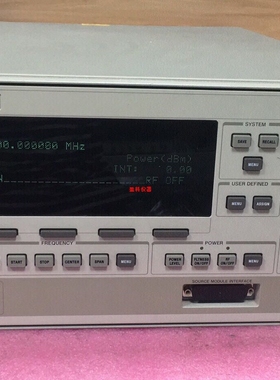 SYSTEM
SAVE RECALL
MENU
00.000000 MHz
Power(dBm)
INT: 0.00
RF OFF
USER DEFINED
MENU ASSIGN
FREQUENCY
POWER
START STOP CENTER SPAN MENU
POWER LEVEL FLTNESS ON/OFF RF ON/OFF MENU
SOURCE MODULE INTERFACE